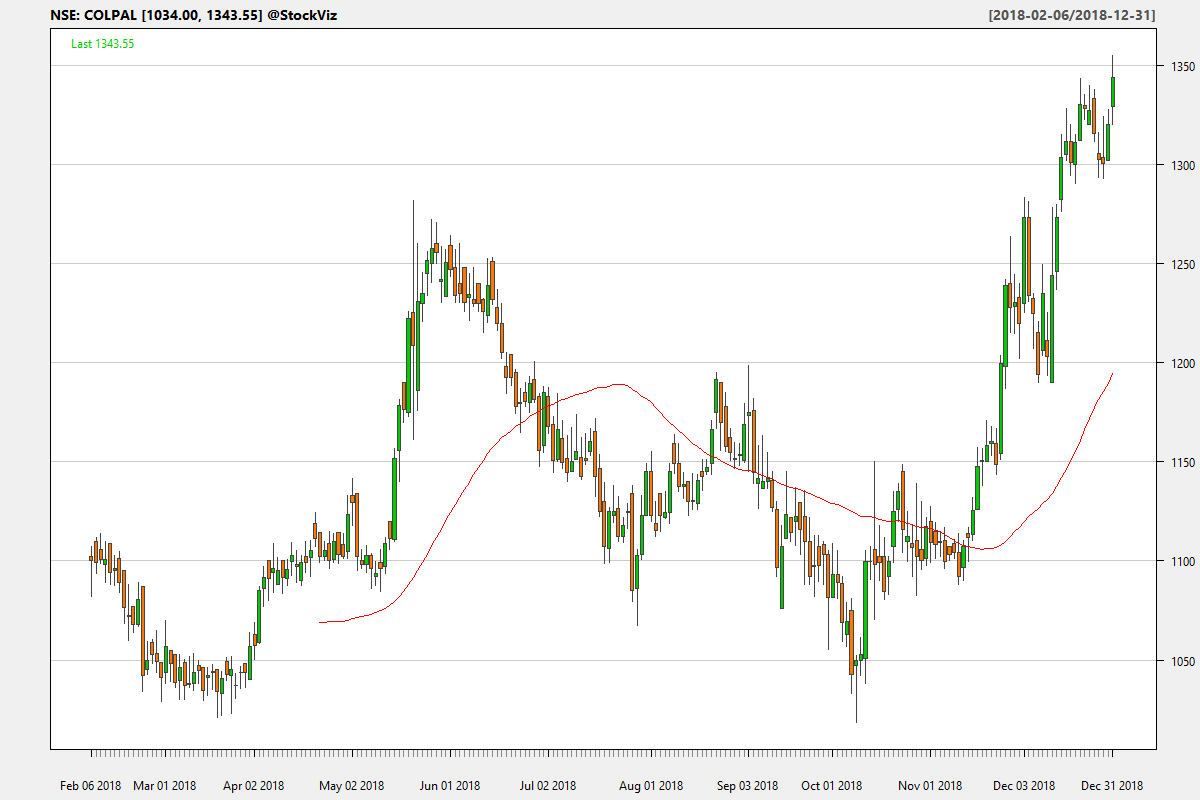 NSE: COLPAL [1034.00, 1343.55] @StockViz
[2018-02-06/2018-12-31]
Last 1343.55
1350
1300
1250
1200
1150
1100
1050
Feb 06 2018 Mar 01 2018 Apr 02 2018 May 02 2018 Jun 01 2018 Jul 02 2018 Aug 01 2018 Sep 03 2018 Oct 01 2018 Nov 01 2018 Dec 03 2018 Dec 31 2018